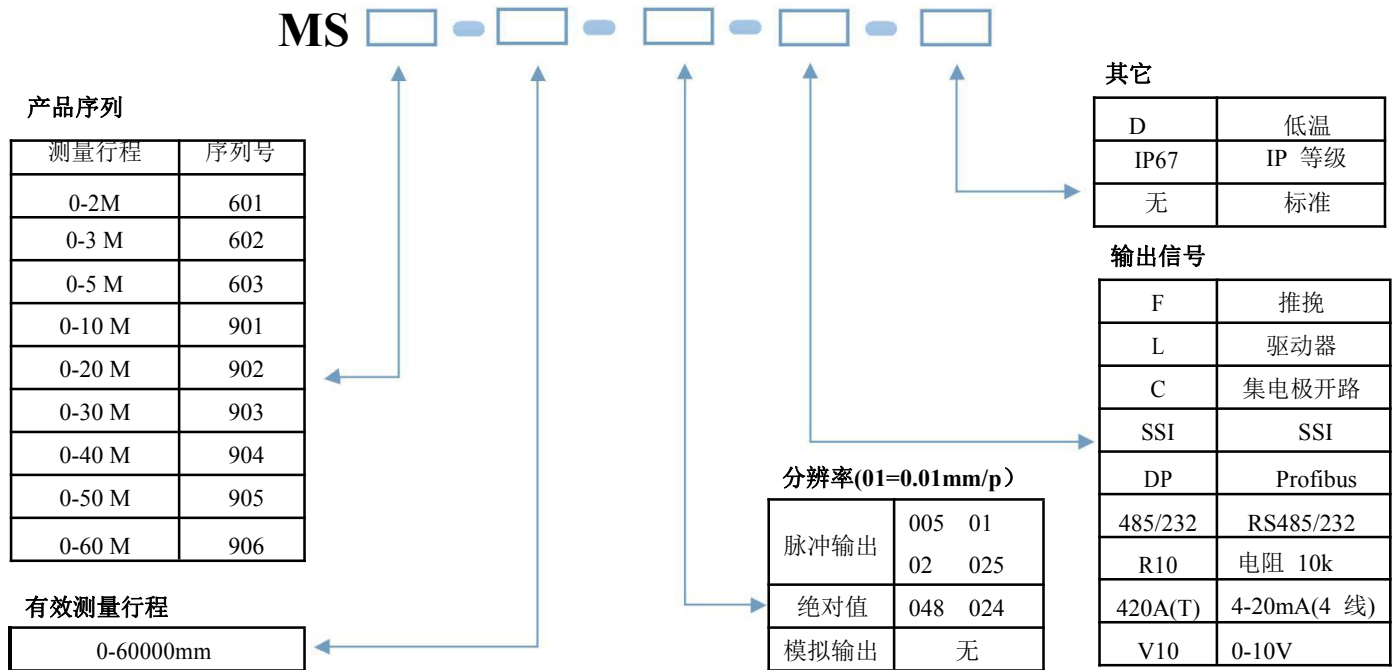 MS
产品序列
测量行程 序列号
0-2M 601
0-3 M 602
0-5 M 603
0-10 M 901
0-20 M 902
0-30 M 903
0-40 M 904
0-50 M 905
0-60 M 906
有效测量行程
0-60000mm
分辨率(01=0.01mm/p）
脉冲输出 005 01
02 025
绝对值 048 024
模拟输出 无
其它
D 低温
IP67 IP 等级
无 标准
输出信号
F 推挽
L 驱动器
C 集电极开路
SSI SSI
DP Profibus
485/232 RS485/232
R10 电阻 10k
420A(T) 4-20mA(4 线)
V10 0-10V